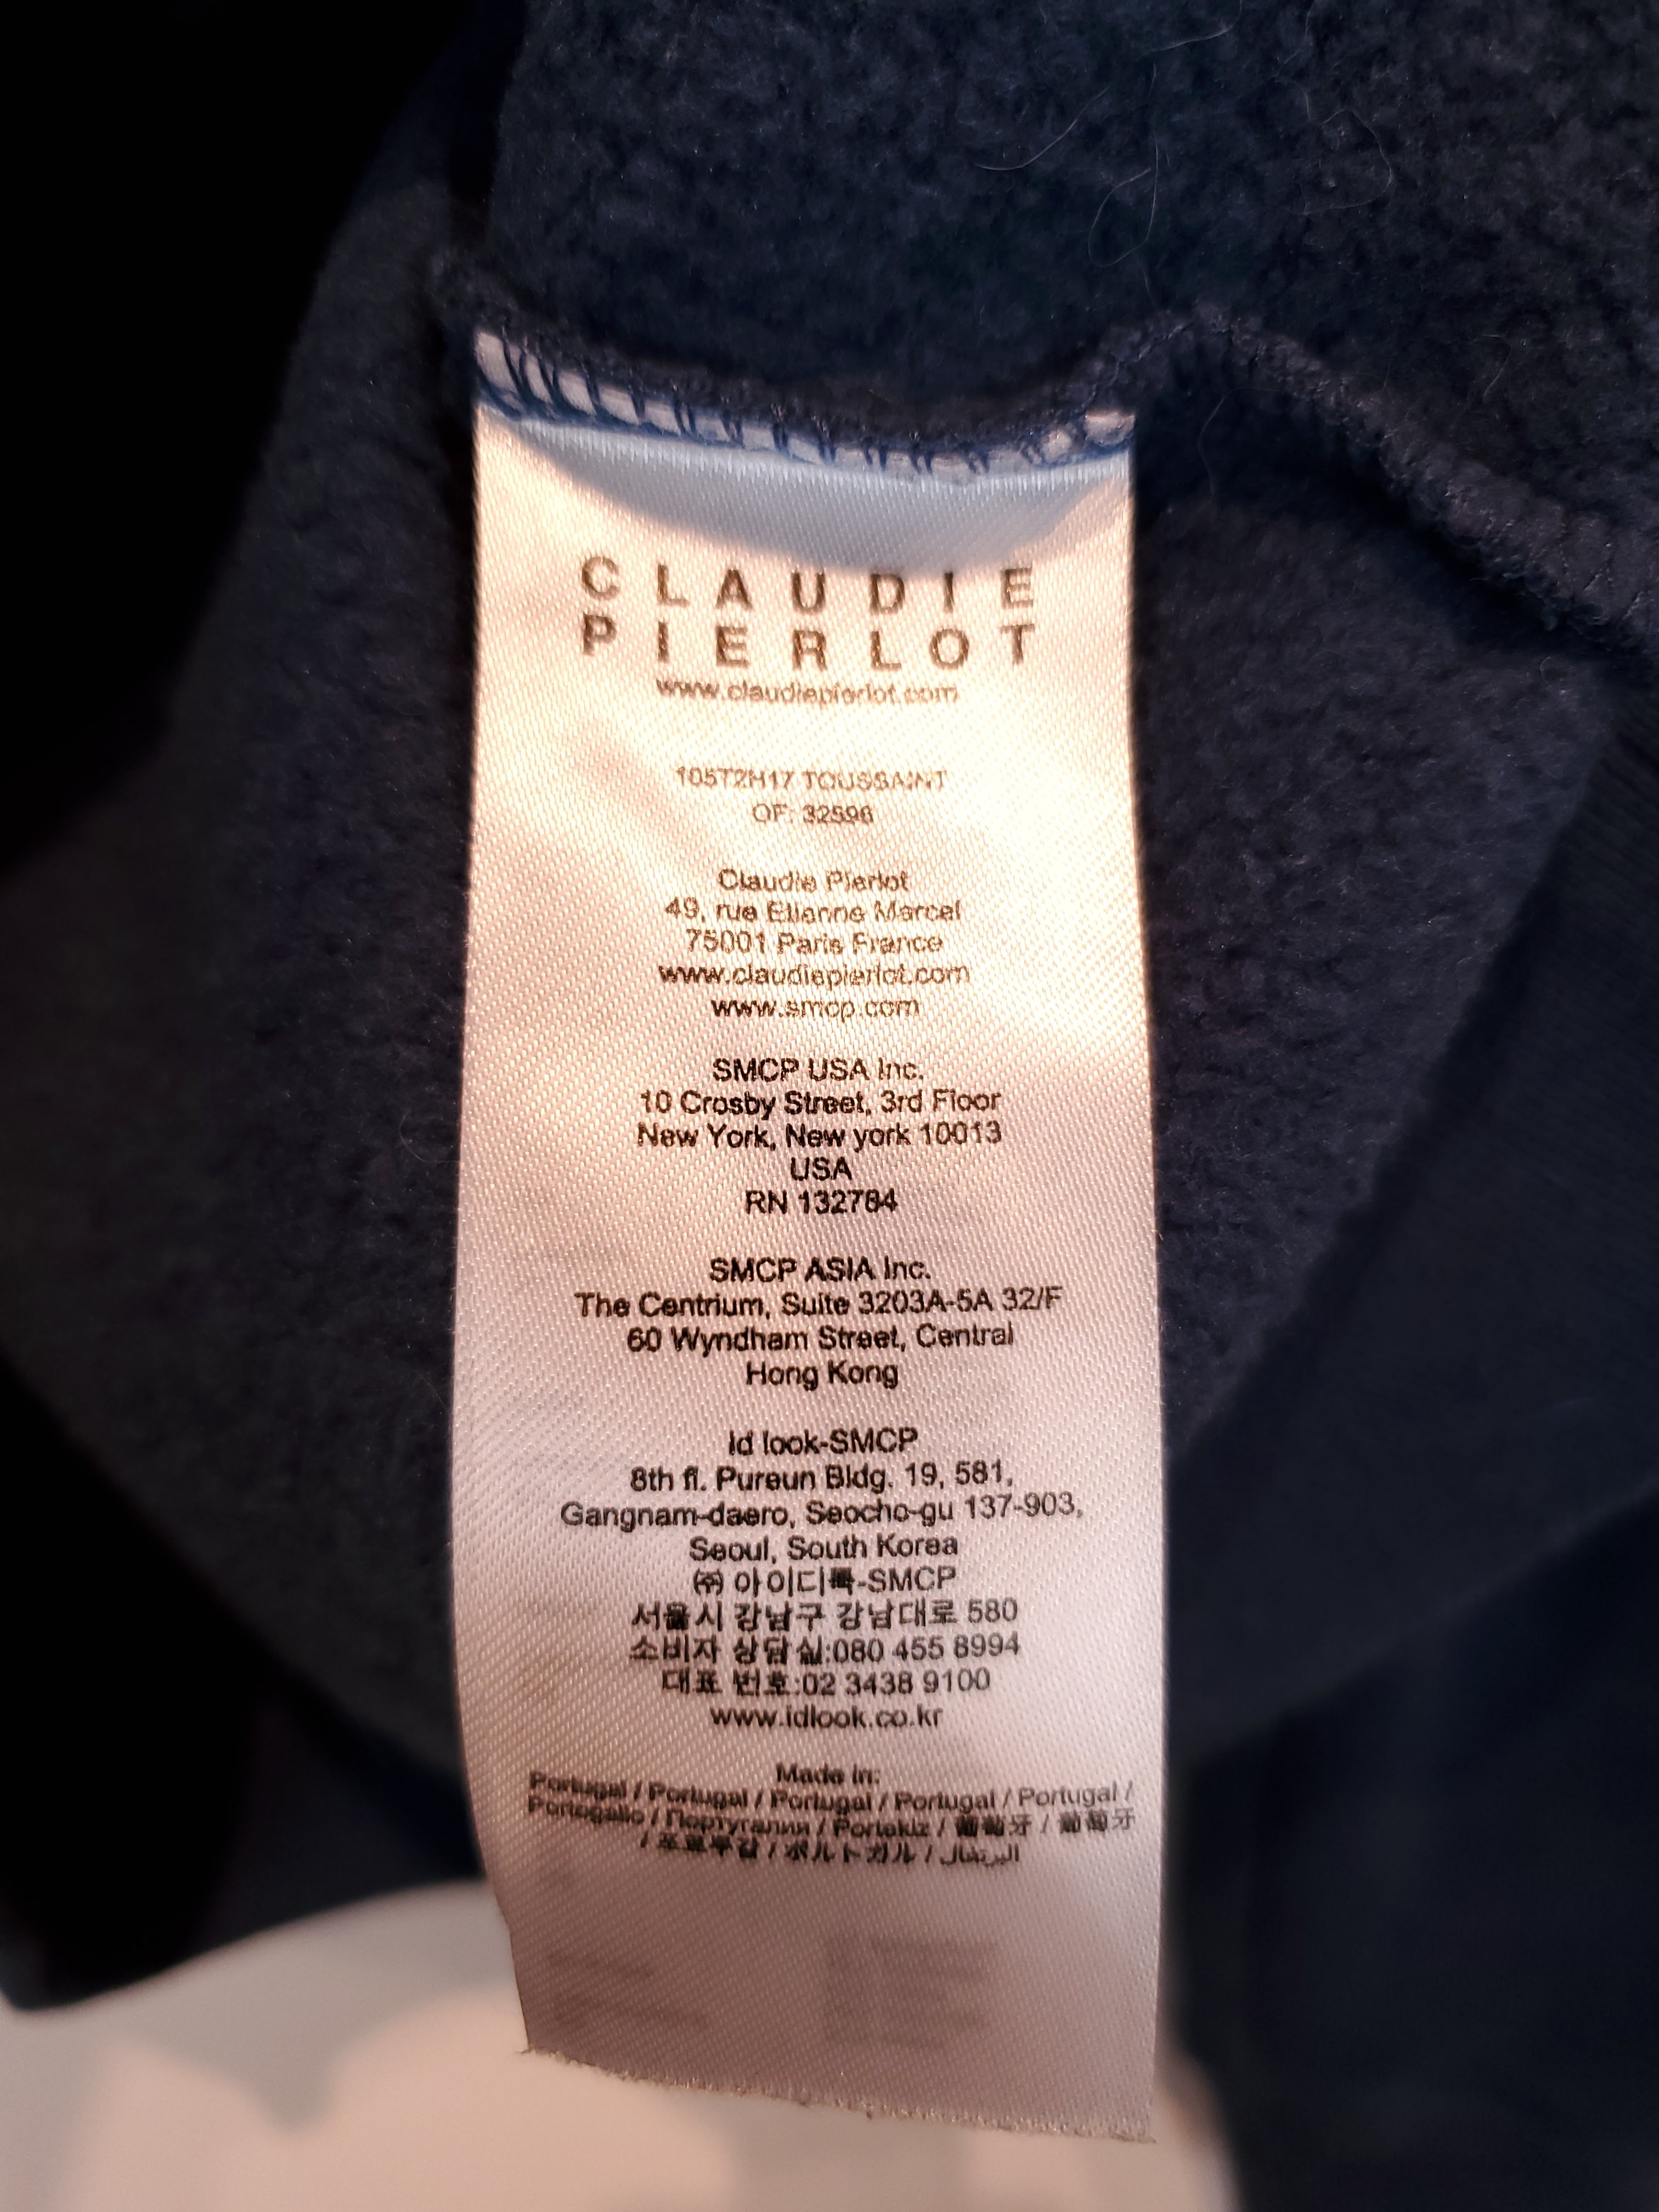 CLAUDIE
PIERLOT
www.claudiepierlot.com
105T2H17 TOUSSAINT
OF: 32596
Claudie Pierlot
49, rue Etienne Marcel
75001 Paris France
www.claudiepierlot.com
www.smcp.com
SMCP USA Inc.
10 Crosby Street, 3rd Floor
New York, New york 10013
USA
RN 132784
SMCP ASIA Inc.
The Centrium, Suite 3203A-5A 32/F
60 Wyndham Street, Central
Hong Kong
Id look-SMCP
8th fl. Pureun Bldg. 19, 581,
Gangnam-daero, Seocho-gu 137-903,
Seoul, South Korea
㈜ 아이디룩-SMCP
서울시 강남구 강남대로 580
소비자 상담실:080 455 8994
대표 번호:02 3438 9100
www.idlook.co.kr
Made in:
Portugal / Portugal / Portugal / Portugal / Portugal /
Portogallo / Португалия / Portekiz / 葡萄牙 / 葡萄牙
/ 포르투갈 / ポルトガル / البرتغال